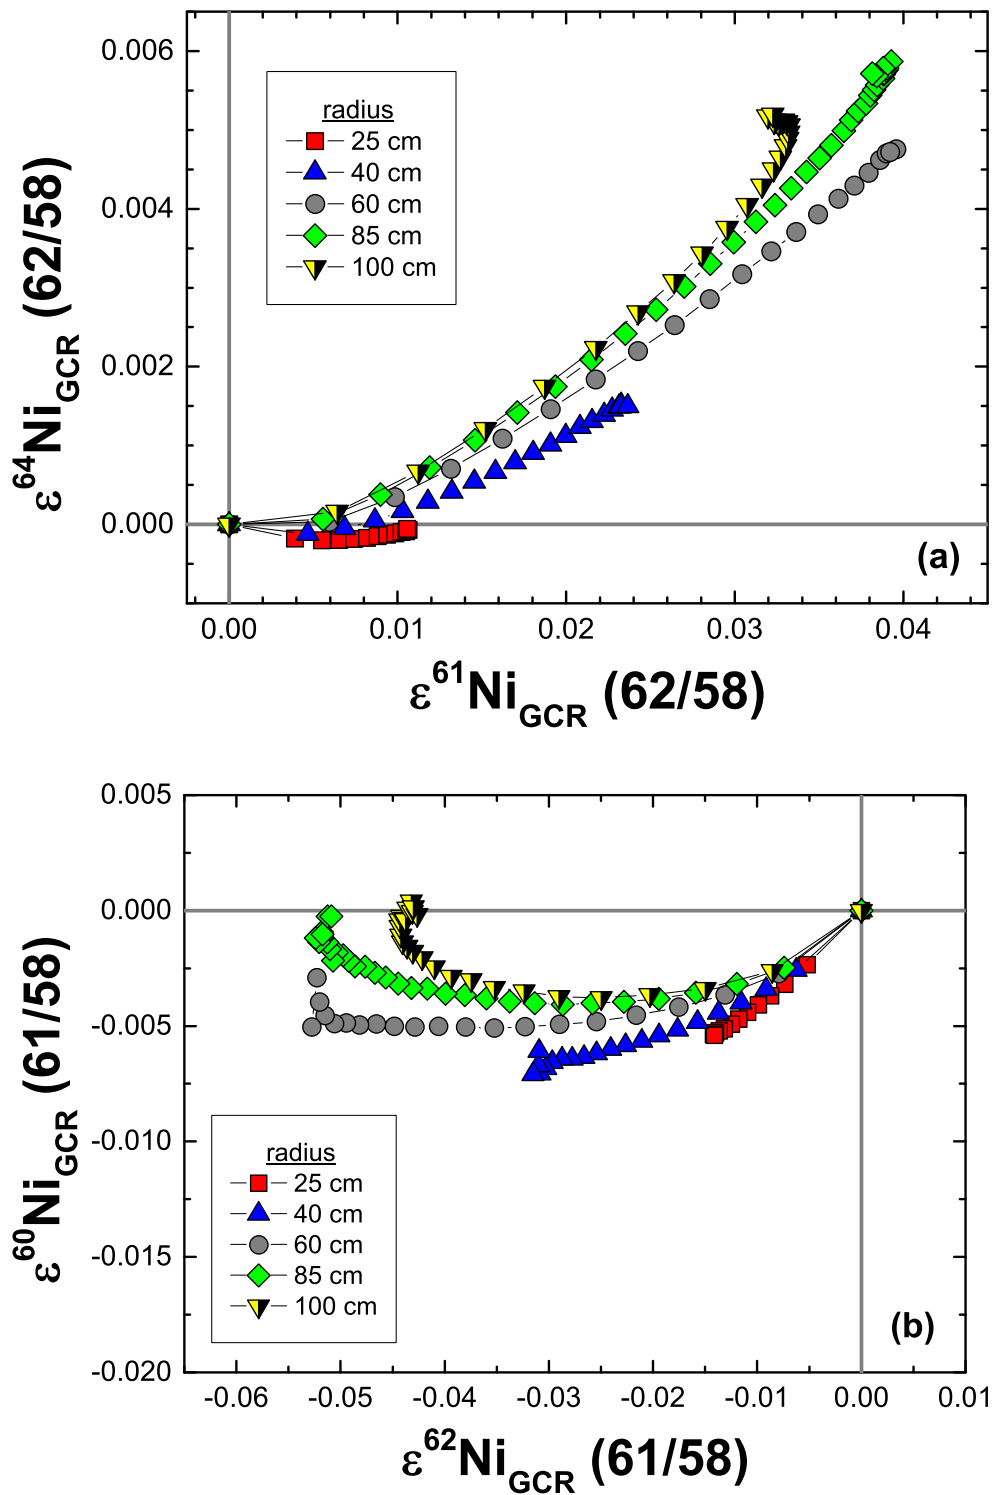 0.006
0.004
0.002
0.000
ε⁶⁴Ni_GCR (62/58)
radius
25 cm
40 cm
60 cm
85 cm
100 cm
(a)
0.00 0.01 0.02 0.03 0.04
ε⁶¹Ni_GCR (62/58)
0.005
0.000
-0.005
-0.010
-0.015
-0.020
ε⁶⁰Ni_GCR (61/58)
radius
25 cm
40 cm
60 cm
85 cm
100 cm
(b)
-0.06 -0.05 -0.04 -0.03 -0.02 -0.01 0.00 0.01
ε⁶²Ni_GCR (61/58)